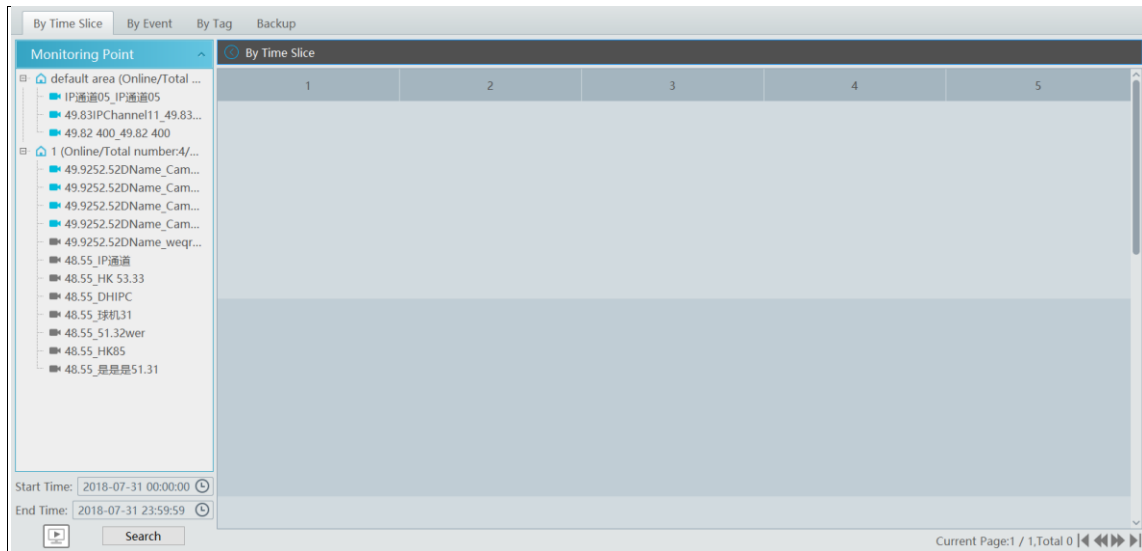 By Time Slice By Event By Tag Backup
Monitoring Point
By Time Slice
default area (Online/Total ...
IP通道05_IP通道05
49.83IPChannel11_49.83...
49.82 400_49.82 400
1 (Online/Total number:4/...
49.9252.52DName_Cam...
49.9252.52DName_Cam...
49.9252.52DName_Cam...
49.9252.52DName_Cam...
49.9252.52DName_weqr...
48.55_IP通道
48.55_HK 53.33
48.55_DHIPC
48.55_球机31
48.55_51.32wer
48.55_HK85
48.55_是是是51.31
1 2 3 4 5
Start Time: 2018-07-31 00:00:00
End Time: 2018-07-31 23:59:59
Search
Current Page:1 / 1,Total 0